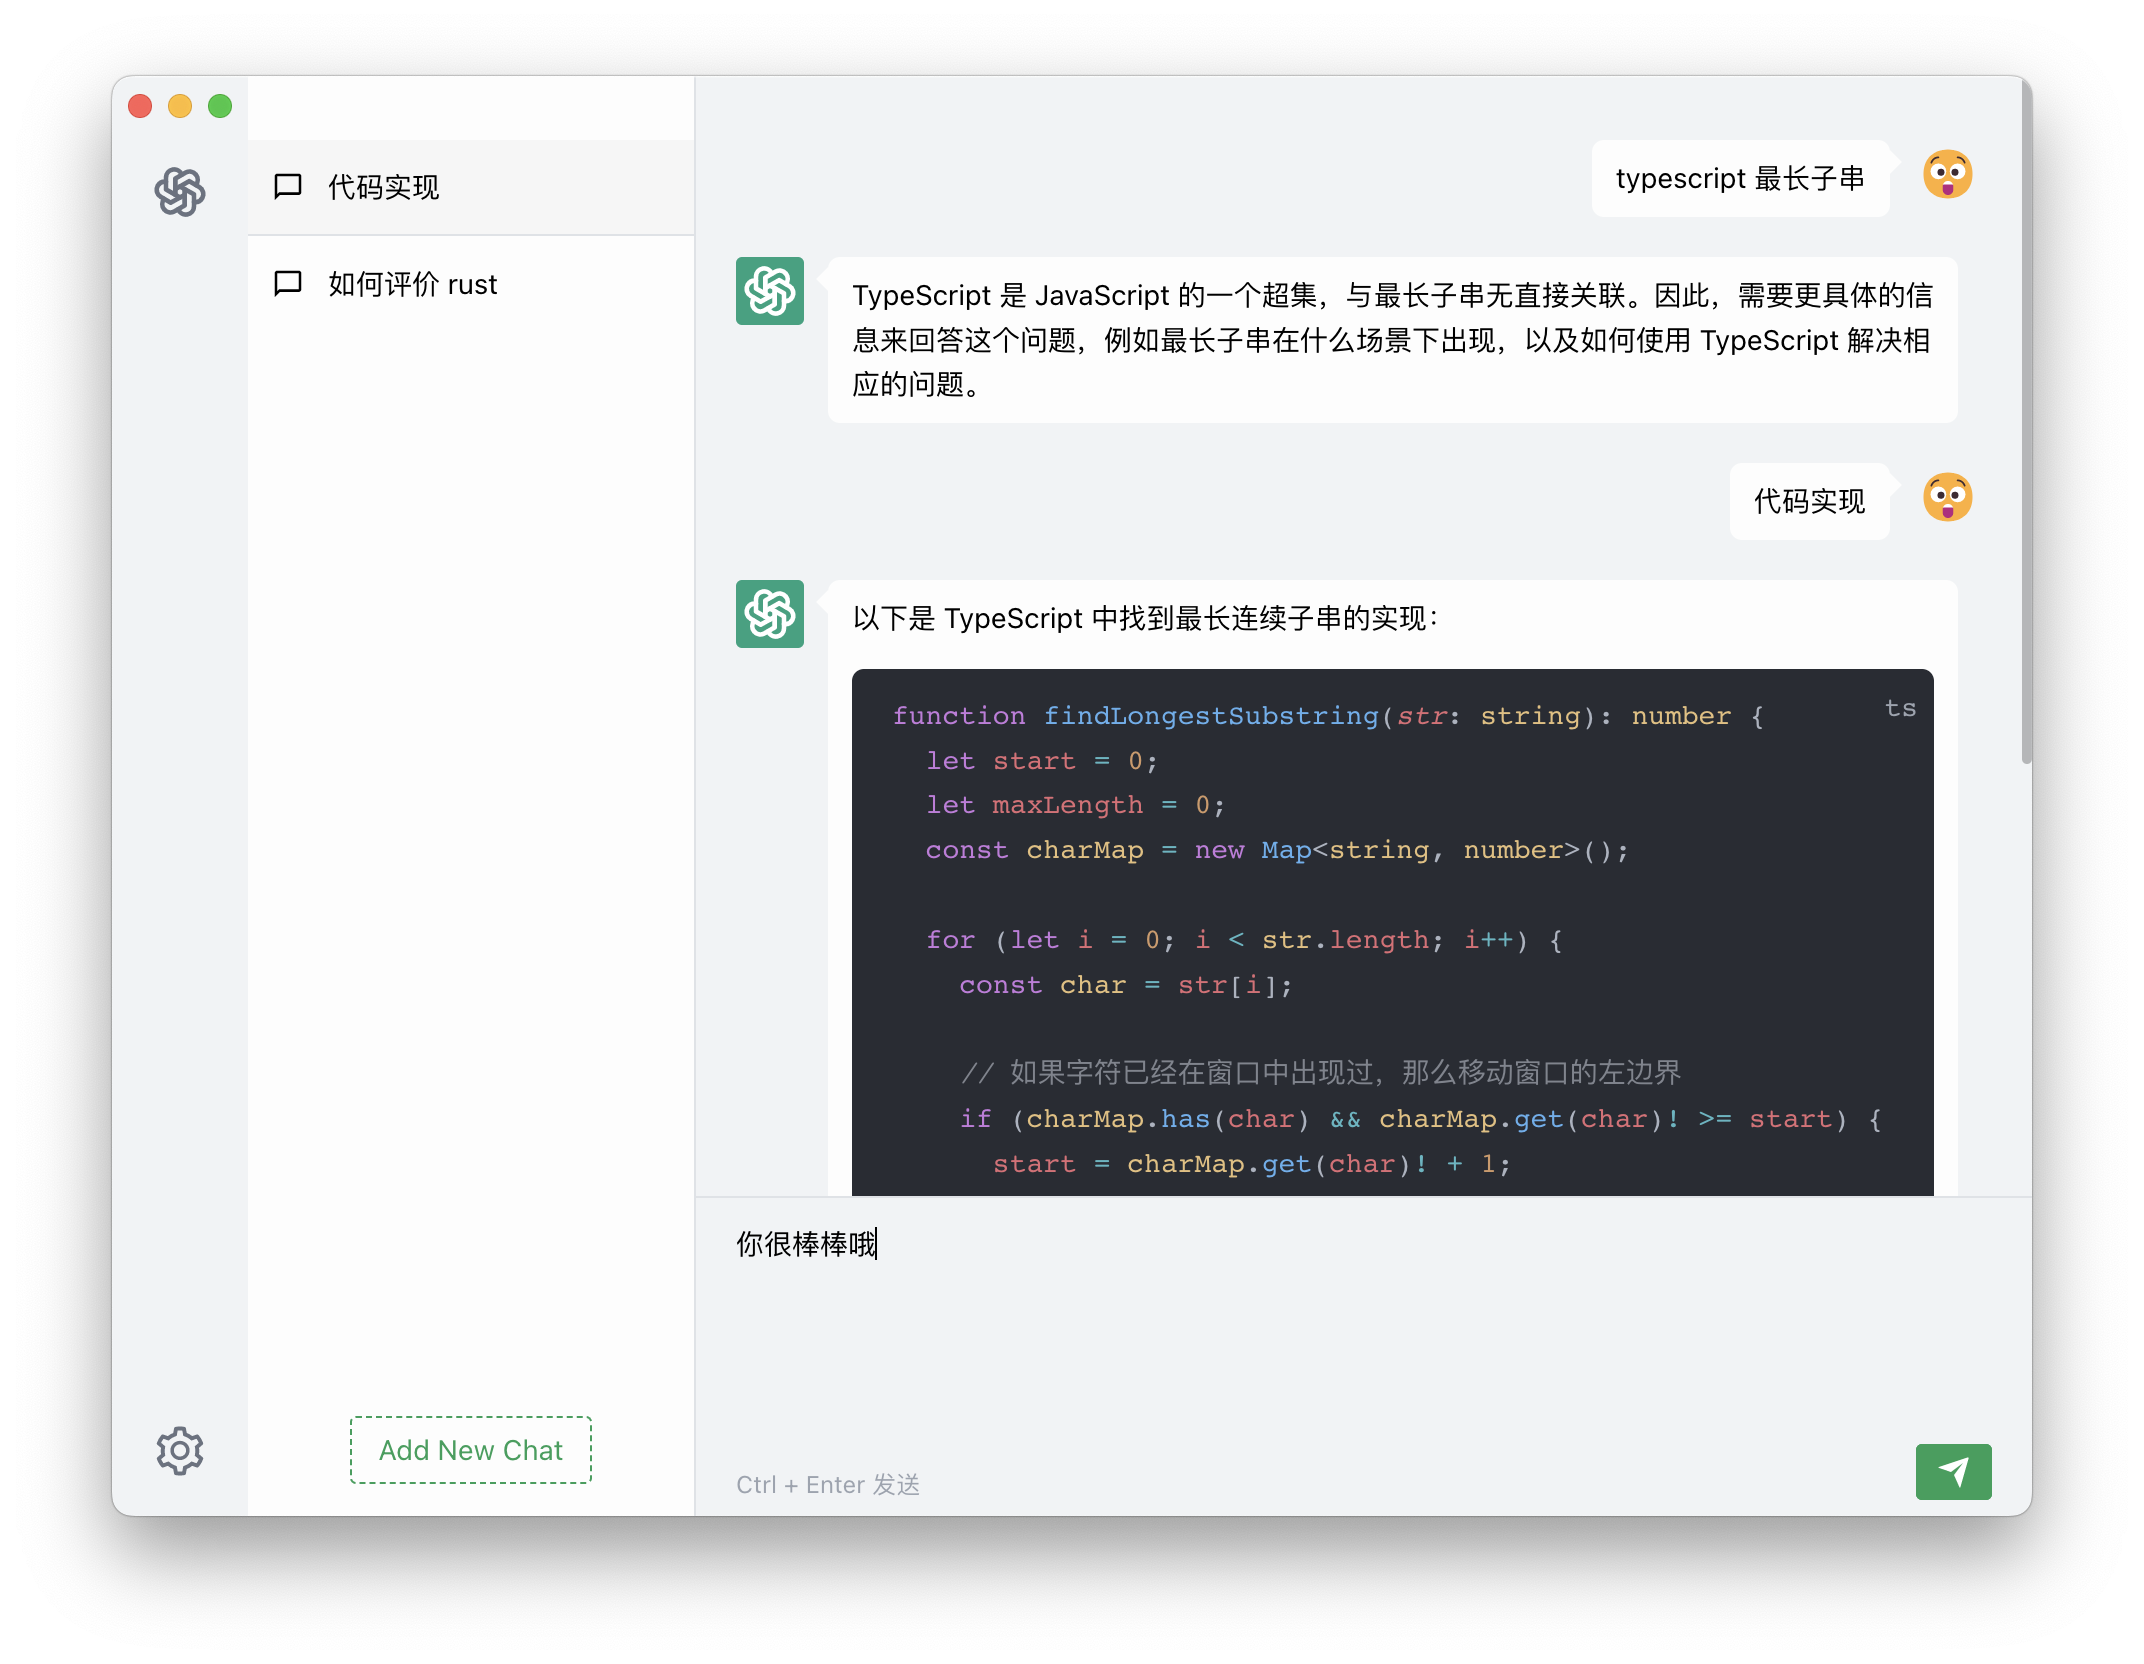 代码实现
如何评价 rust
Add New Chat
typescript 最长子串
TypeScript 是 JavaScript 的一个超集，与最长子串无直接关联。因此，需要更具体的信
息来回答这个问题，例如最长子串在什么场景下出现，以及如何使用 TypeScript 解决相
应的问题。
代码实现
以下是 TypeScript 中找到最长连续子串的实现：
ts
function findLongestSubstring(str: string): number {
  let start = 0;
  let maxLength = 0;
  const charMap = new Map<string, number>();
  for (let i = 0; i < str.length; i++) {
    const char = str[i];
    // 如果字符已经在窗口中出现过，那么移动窗口的左边界
    if (charMap.has(char) && charMap.get(char)! >= start) {
      start = charMap.get(char)! + 1;
你很棒棒哦
Ctrl + Enter 发送